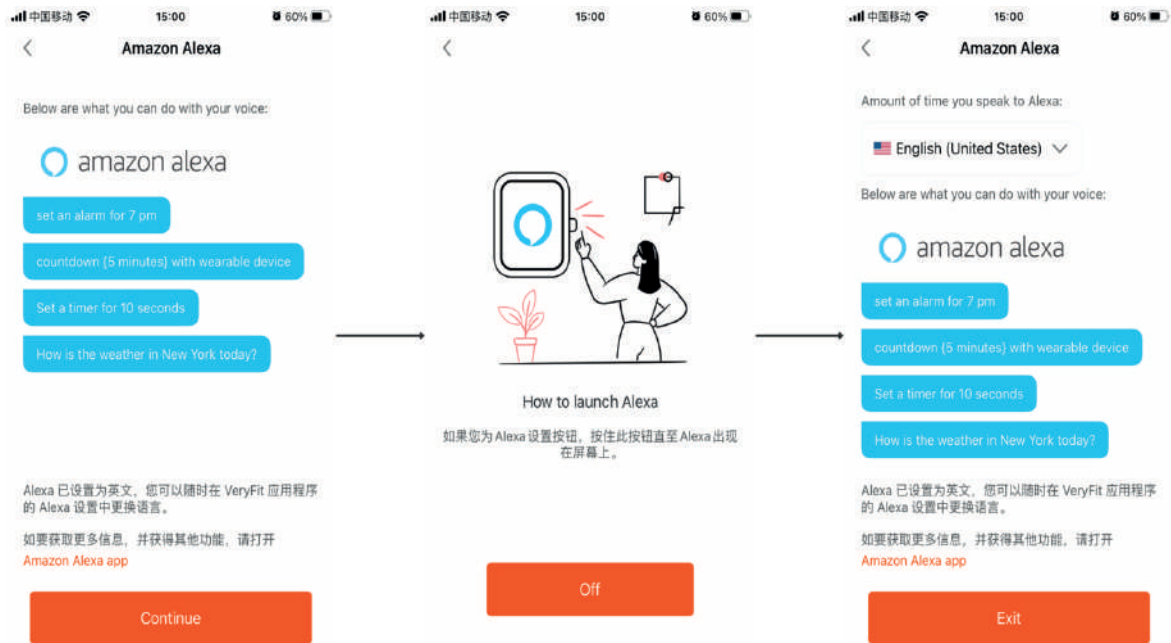 中国移动 15:00 60%
Amazon Alexa
Below are what you can do with your voice:
amazon alexa
set an alarm for 7 pm
countdown {5 minutes} with wearable device
Set a timer for 10 seconds
How is the weather in New York today?
Alexa 已设置为英文，您可以随时在 VeryFit 应用程序
的 Alexa 设置中更换语言。
如要获取更多信息，并获得其他功能，请打开
Amazon Alexa app
Continue
中国移动 15:00 60%
How to launch Alexa
如果您为 Alexa 设置按钮，按住此按钮直至 Alexa 出现
在屏幕上。
Off
中国移动 15:00 60%
Amazon Alexa
Amount of time you speak to Alexa:
English (United States)
Below are what you can do with your voice:
amazon alexa
set an alarm for 7 pm
countdown {5 minutes} with wearable device
Set a timer for 10 seconds
How is the weather in New York today?
Alexa 已设置为英文，您可以随时在 VeryFit 应用程序
的 Alexa 设置中更换语言。
如要获取更多信息，并获得其他功能，请打开
Amazon Alexa app
Exit